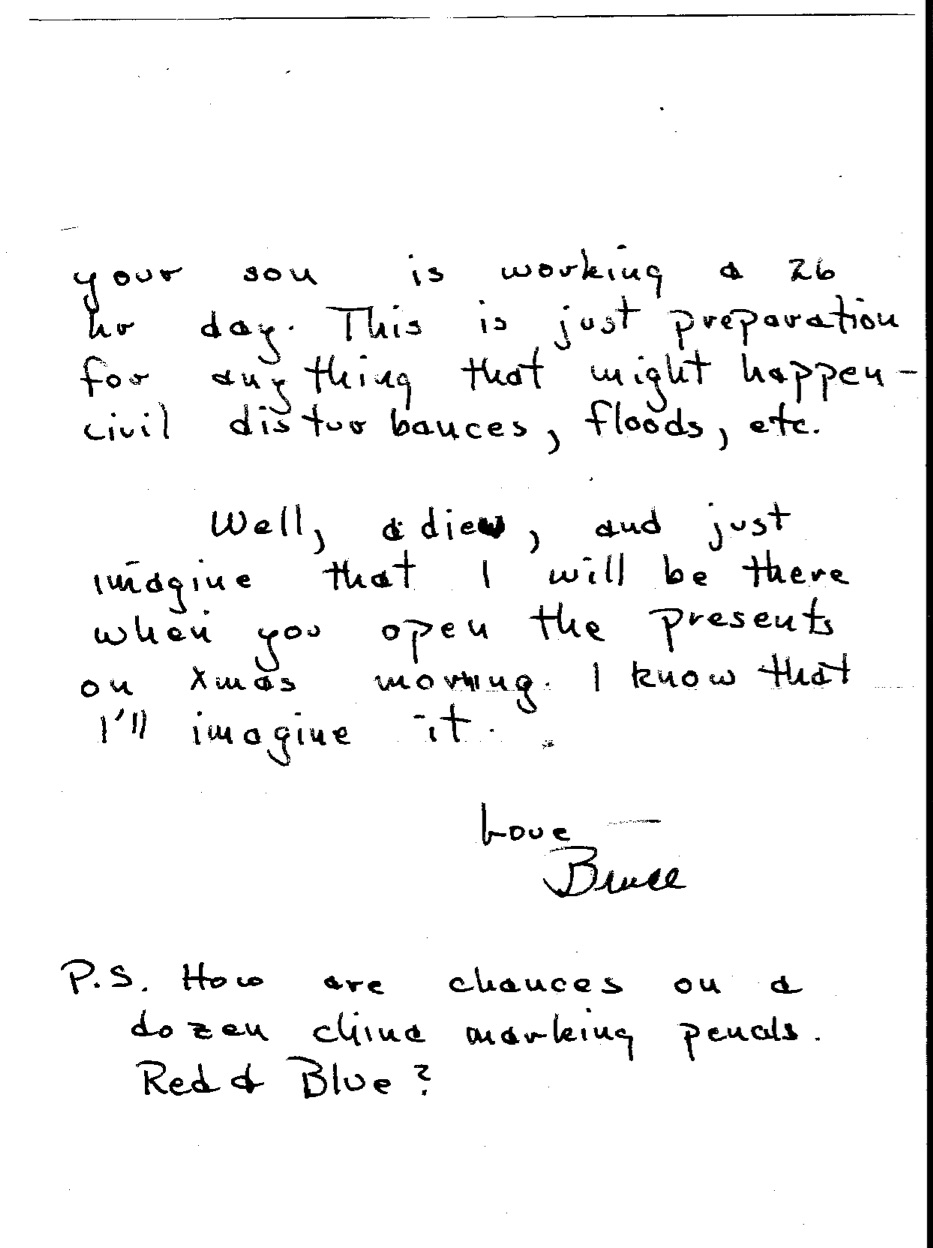 your son is working a 26
hr day. This is just preparation
for anything that might happen -
civil disturbances, floods, etc.
Well, adieu, and just
imagine that I will be there
when you open the presents
on Xmas morning. I know that
I'll imagine it.
Love
Bruce
P.S. How are chances on a
dozen china marking pencils.
Red & Blue?